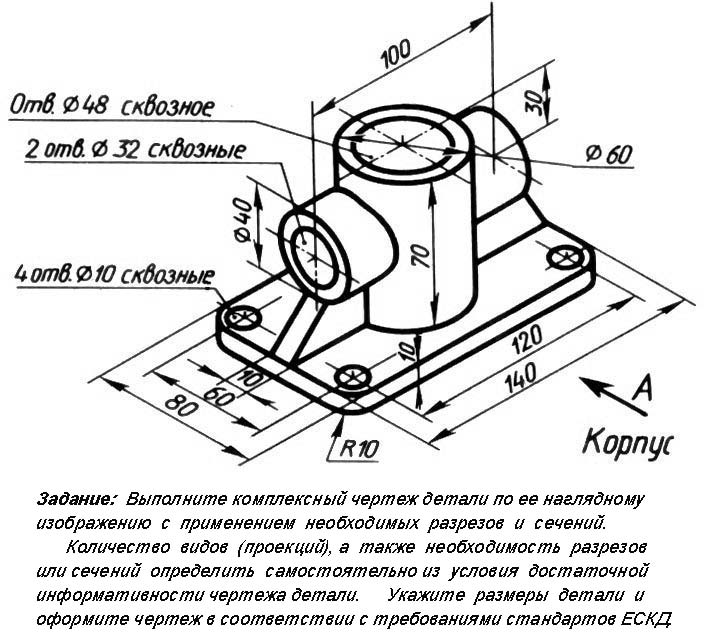 100
30
Отв. Ø48 сквозное
2 отв. Ø 32 сквозные
Ø 60
Ø40
70
4 отв. Ø10 сквозные
10
120
10
60
140
80
А
R10
Корпус
Задание: Выполните комплексный чертеж детали по ее наглядному
изображению с применением необходимых разрезов и сечений.
Количество видов (проекций), а также необходимость разрезов
или сечений определить самостоятельно из условия достаточной
информативности чертежа детали. Укажите размеры детали и
оформите чертеж в соответствии с требованиями стандартов ЕСКД.